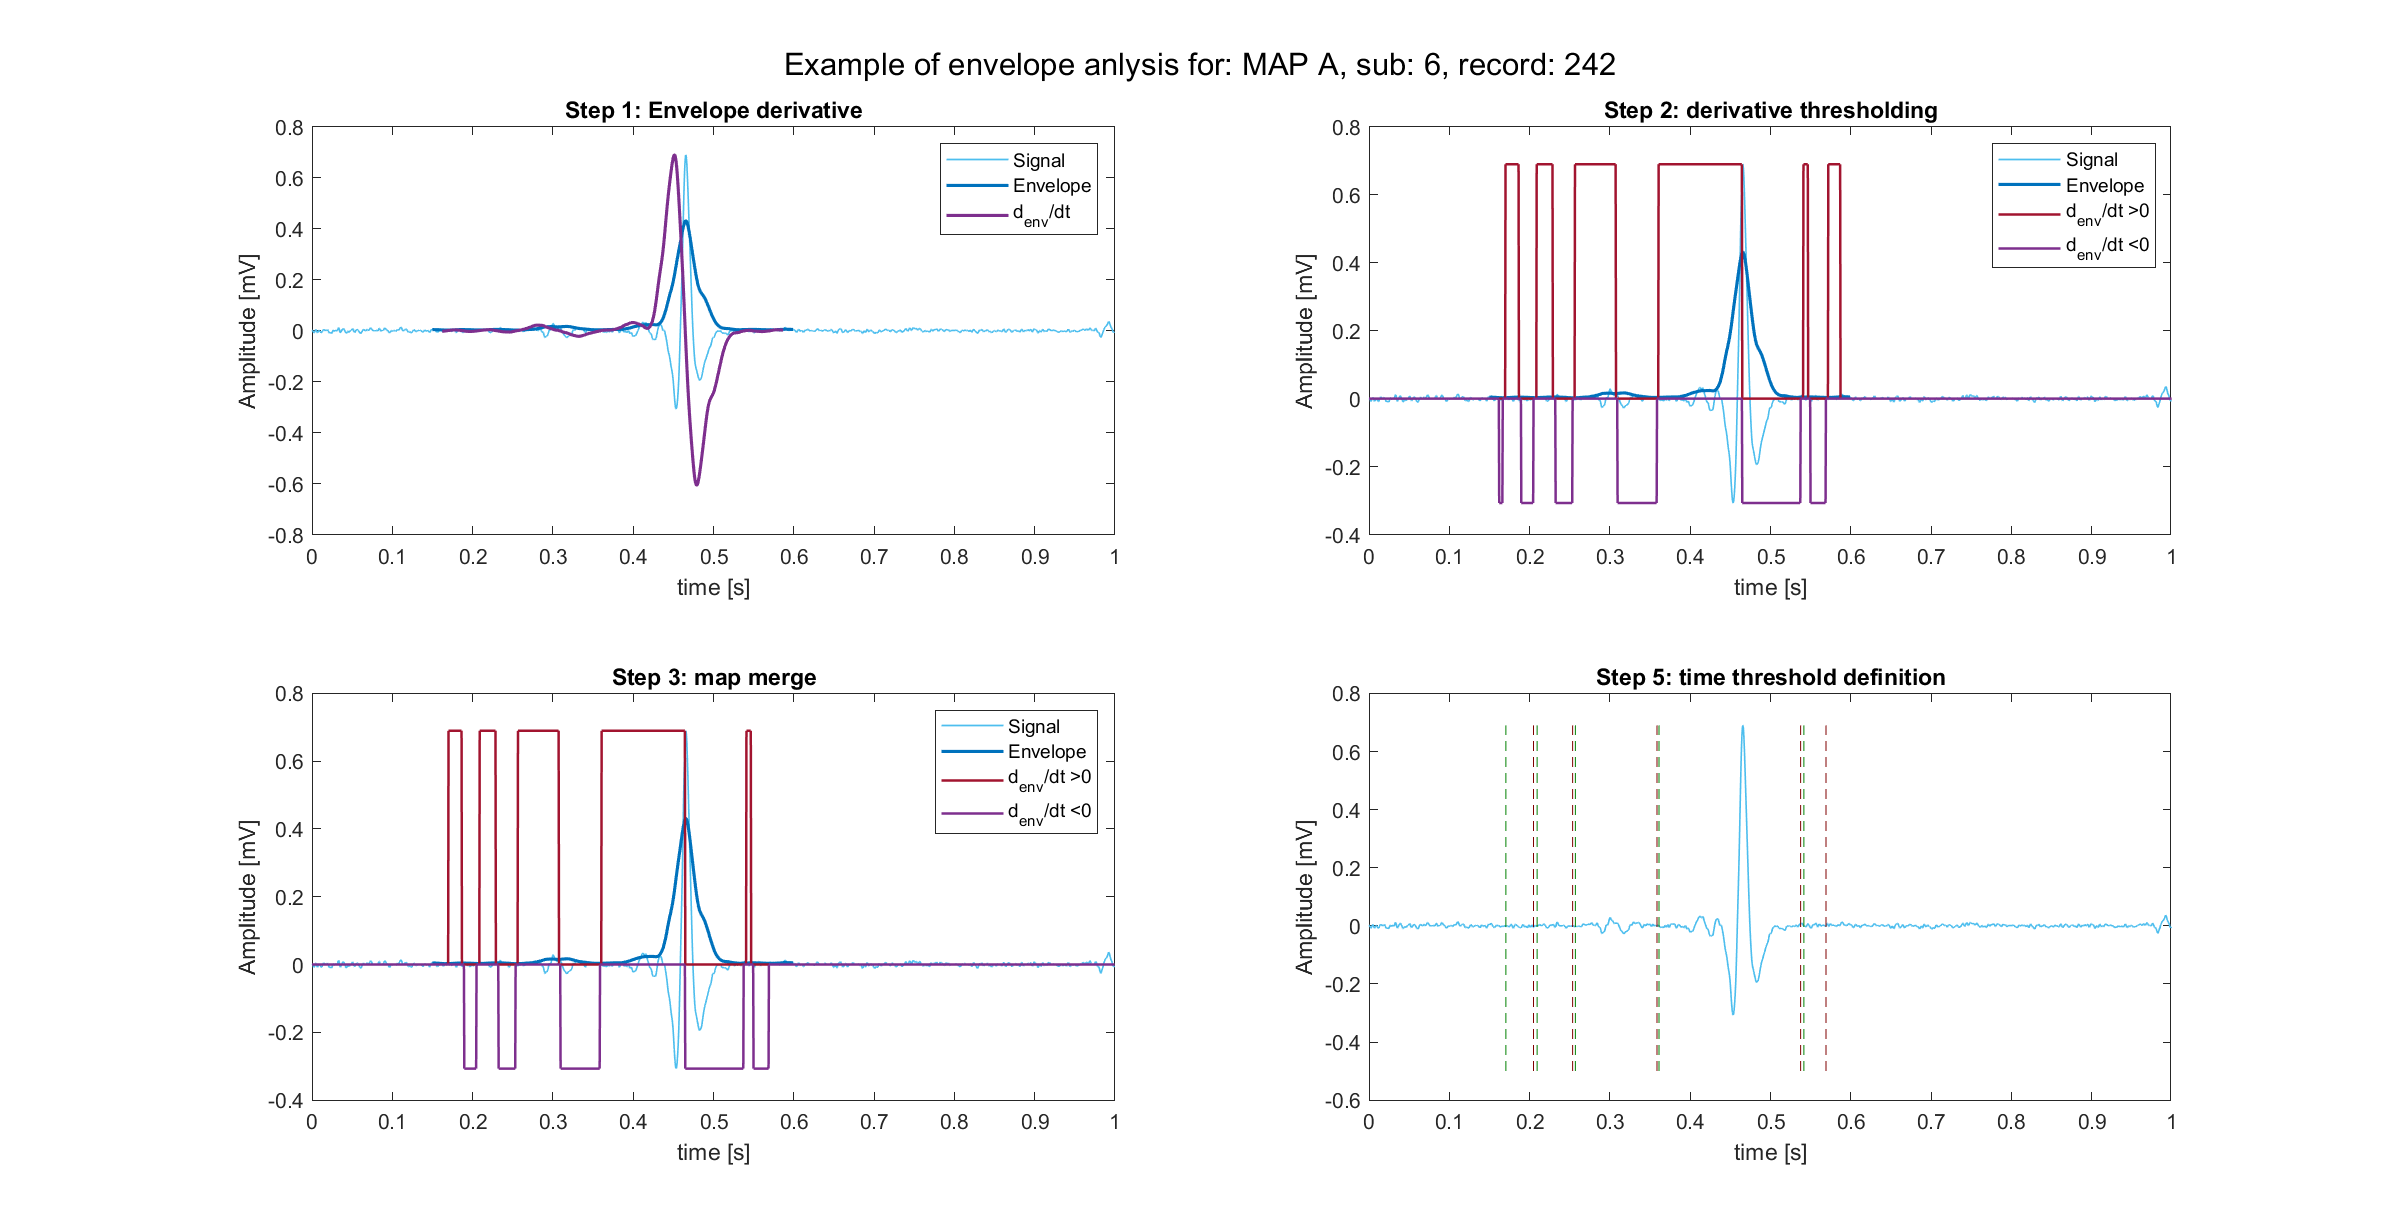 Example of envelope anlysis for: MAP A, sub: 6, record: 242
Step 1: Envelope derivative
0.8
0.6
0.4
0.2
0
-0.2
-0.4
-0.6
-0.8
Amplitude [mV]
Signal
Envelope
d_env/dt
0 0.1 0.2 0.3 0.4 0.5 0.6 0.7 0.8 0.9 1
time [s]
Step 2: derivative thresholding
0.8
0.6
0.4
0.2
0
-0.2
-0.4
Amplitude [mV]
Signal
Envelope
d_env/dt >0
d_env/dt <0
0 0.1 0.2 0.3 0.4 0.5 0.6 0.7 0.8 0.9 1
time [s]
Step 3: map merge
0.8
0.6
0.4
0.2
0
-0.2
-0.4
Amplitude [mV]
Signal
Envelope
d_env/dt >0
d_env/dt <0
0 0.1 0.2 0.3 0.4 0.5 0.6 0.7 0.8 0.9 1
time [s]
Step 5: time threshold definition
0.8
0.6
0.4
0.2
0
-0.2
-0.4
-0.6
Amplitude [mV]
0 0.1 0.2 0.3 0.4 0.5 0.6 0.7 0.8 0.9 1
time [s]